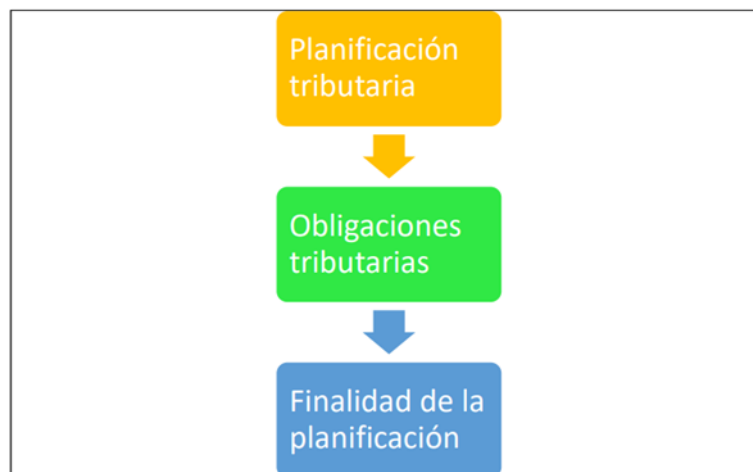 Planificación
tributaria
Obligaciones
tributarias
Finalidad de la
planificación